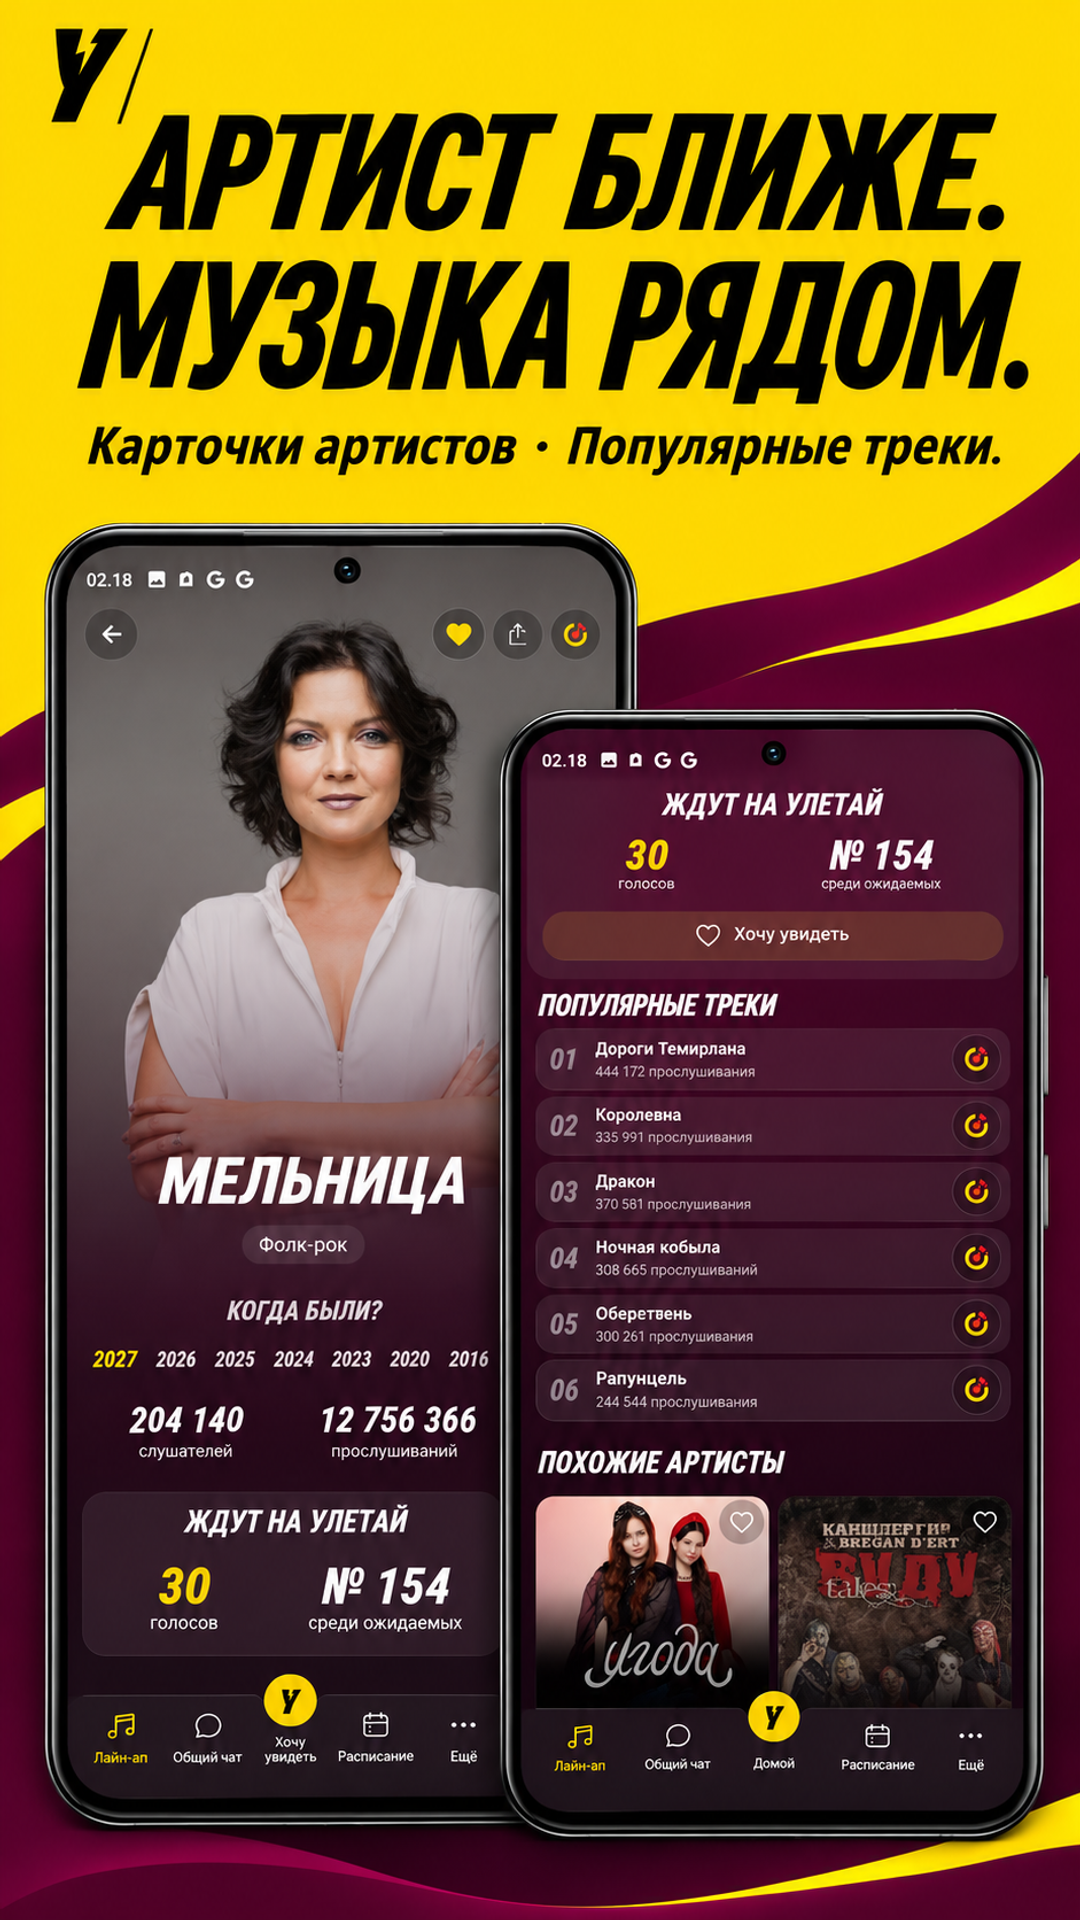 У
АРТИСТ БЛИЖЕ.
МУЗЫКА РЯДОМ.
Карточки артистов • Популярные треки.
02.18 G G
МЕЛЬНИЦА
Фолк-рок
КОГДА БЫЛИ?
2027 2026 2025 2024 2023 2020 2016
204 140 12 756 366
слушателей прослушиваний
ЖДУТ НА УЛЕТАЙ
30 № 154
голосов среди ожидаемых
У
Лайн-ап Общий чат Хочу увидеть Расписание Ещё
02.18 G G
ЖДУТ НА УЛЕТАЙ
30 № 154
голосов среди ожидаемых
Хочу увидеть
ПОПУЛЯРНЫЕ ТРЕКИ
01 Дороги Темирлана
444 172 прослушивания
02 Королевна
335 991 прослушивания
03 Дракон
370 581 прослушивания
04 Ночная кобыла
308 665 прослушиваний
05 Оберетвень
300 261 прослушивания
06 Рапунцель
244 544 прослушивания
ПОХОЖИЕ АРТИСТЫ
угода
КАНЦЛЕР ГИ
& BREGAN D'ERT
ВУДУ
tales
У
Лайн-ап Общий чат Домой Расписание Ещё